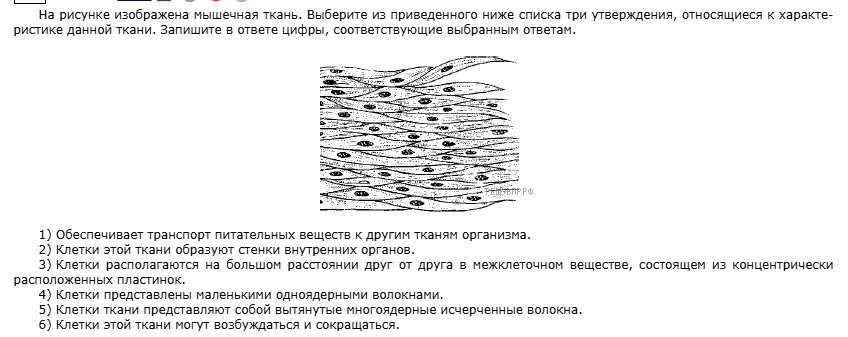 На рисунке изображена мышечная ткань. Выберите из приведенного ниже списка три утверждения, относящиеся к характе-
ристике данной ткани. Запишите в ответе цифры, соответствующие выбранным ответам.
РЕШУВПР.РФ
1) Обеспечивает транспорт питательных веществ к другим тканям организма.
2) Клетки этой ткани образуют стенки внутренних органов.
3) Клетки располагаются на большом расстоянии друг от друга в межклеточном веществе, состоящем из концентрически
расположенных пластинок.
4) Клетки представлены маленькими одноядерными волокнами.
5) Клетки ткани представляют собой вытянутые многоядерные исчерченные волокна.
6) Клетки этой ткани могут возбуждаться и сокращаться.